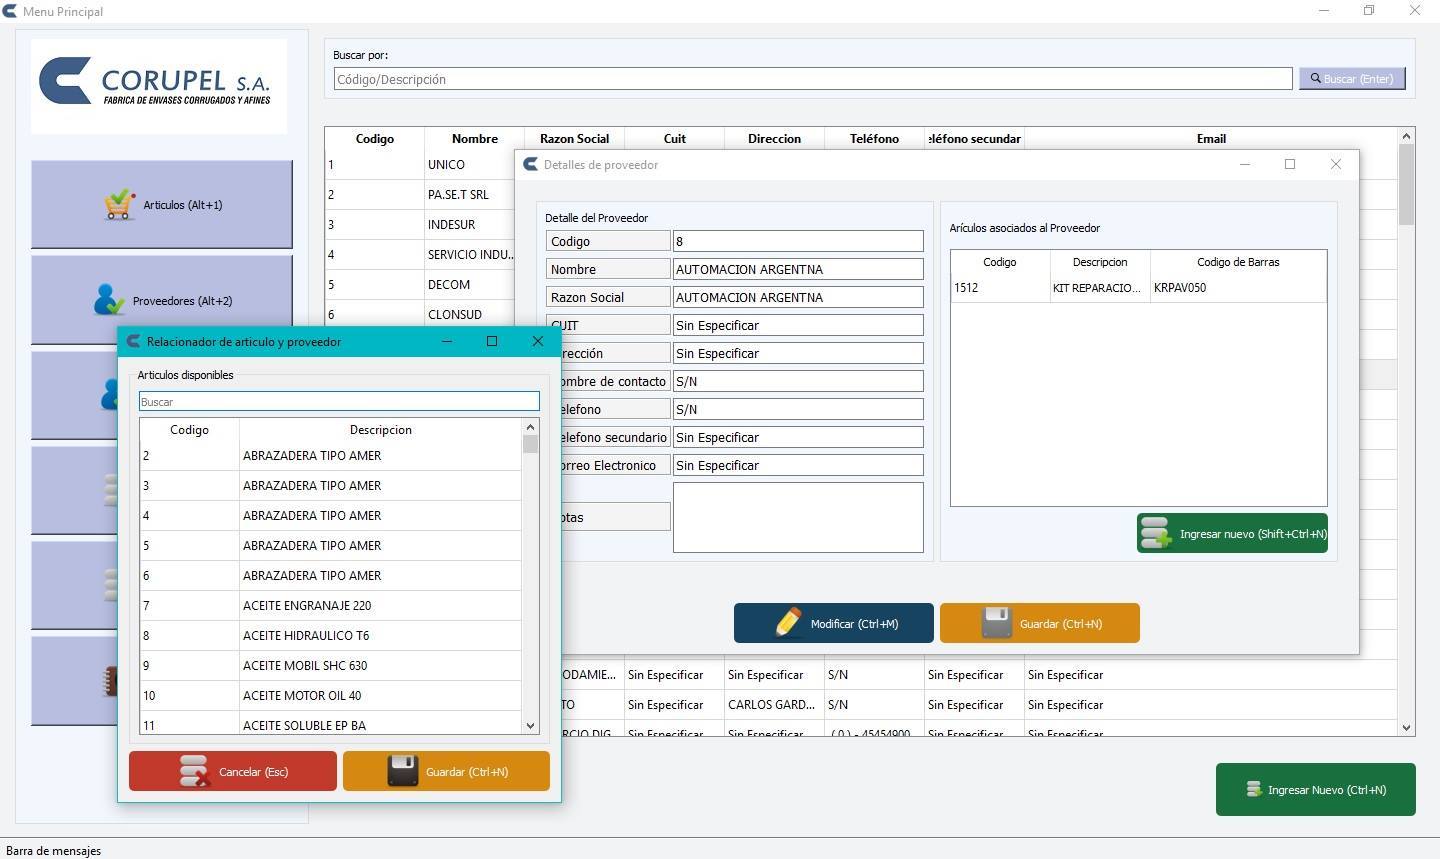 Menu Principal
CORUPEL S.A.
FABRICA DE ENVASES CORRUGADOS Y AFINES
Articulos (Alt+1)
Proveedores (Alt+2)
Buscar por:
Código/Descripción
Buscar (Enter)
Codigo Nombre Razon Social Cuit Direccion Teléfono eléfono secundar Email
1 UNICO
2 PA.SE.T SRL
3 INDESUR
4 SERVICIO INDU...
5 DECOM
6 CLONSUD
Detalles de proveedor
Detalle del Proveedor
Codigo 8
Nombre AUTOMACION ARGENTNA
Razon Social AUTOMACION ARGENTNA
CUIT Sin Especificar
rección Sin Especificar
ombre de contacto S/N
elefono S/N
elefono secundario Sin Especificar
orreo Electronico Sin Especificar
otas
Arículos asociados al Proveedor
Codigo Descripcion Codigo de Barras
1512 KIT REPARACIO... KRPAV050
Ingresar nuevo (Shift+Ctrl+N)
Modificar (Ctrl+M)
Guardar (Ctrl+N)
Relacionador de articulo y proveedor
Articulos disponibles
Buscar
Codigo Descripcion
2 ABRAZADERA TIPO AMER
3 ABRAZADERA TIPO AMER
4 ABRAZADERA TIPO AMER
5 ABRAZADERA TIPO AMER
6 ABRAZADERA TIPO AMER
7 ACEITE ENGRANAJE 220
8 ACEITE HIDRAULICO T6
9 ACEITE MOBIL SHC 630
10 ACEITE MOTOR OIL 40
11 ACEITE SOLUBLE EP BA
Cancelar (Esc)
Guardar (Ctrl+N)
ODAMIE... Sin Especificar Sin Especificar S/N Sin Especificar Sin Especificar
TO Sin Especificar CARLOS GARD... S/N Sin Especificar Sin Especificar
RCIO DIG Sin Especificar Sin Especificar ( 0 ) - 45454900 Sin Especificar Sin Especificar
Ingresar Nuevo (Ctrl+N)
Barra de mensajes